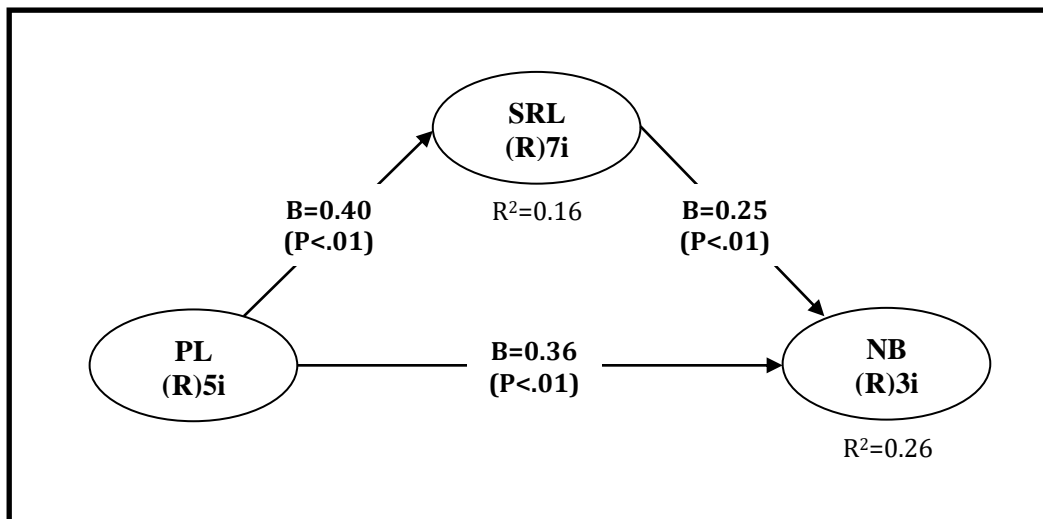 SRL
(R)7i
R²=0.16
B=0.40
(P<.01)
B=0.25
(P<.01)
PL
(R)5i
B=0.36
(P<.01)
NB
(R)3i
R²=0.26